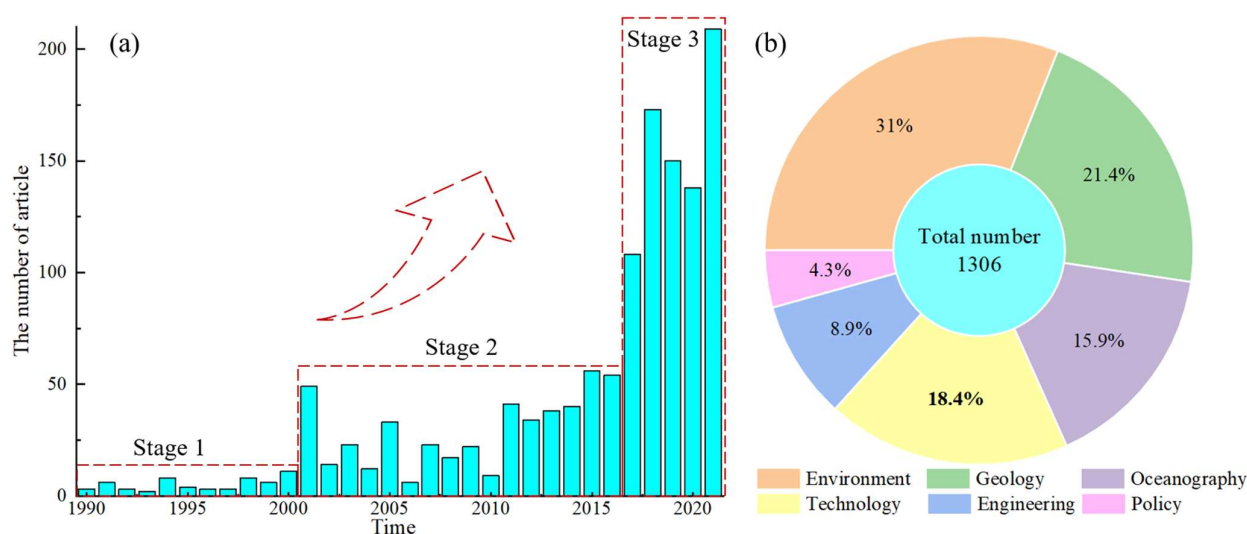 (a)
The number of article
200
150
100
50
0
Stage 1
Stage 2
Stage 3
1990
1995
2000
2005
2010
2015
2020
Time
(b)
31%
21.4%
15.9%
18.4%
8.9%
4.3%
Total number
1306
Environment
Geology
Oceanography
Technology
Engineering
Policy